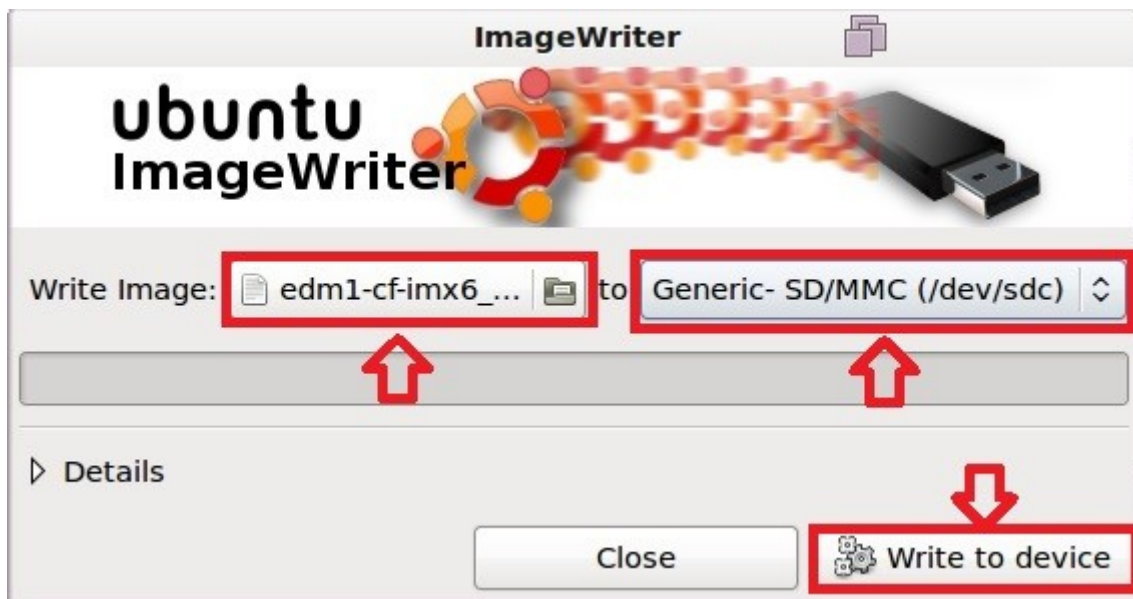 ImageWriter
ubuntu
ImageWriter
Write Image: edm1-cf-imx6_... to Generic- SD/MMC (/dev/sdc)
Details
Close Write to device